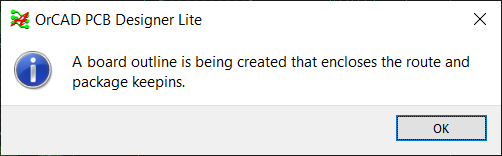 OrCAD PCB Designer Lite
A board outline is being created that encloses the route and
package keepins.
OK